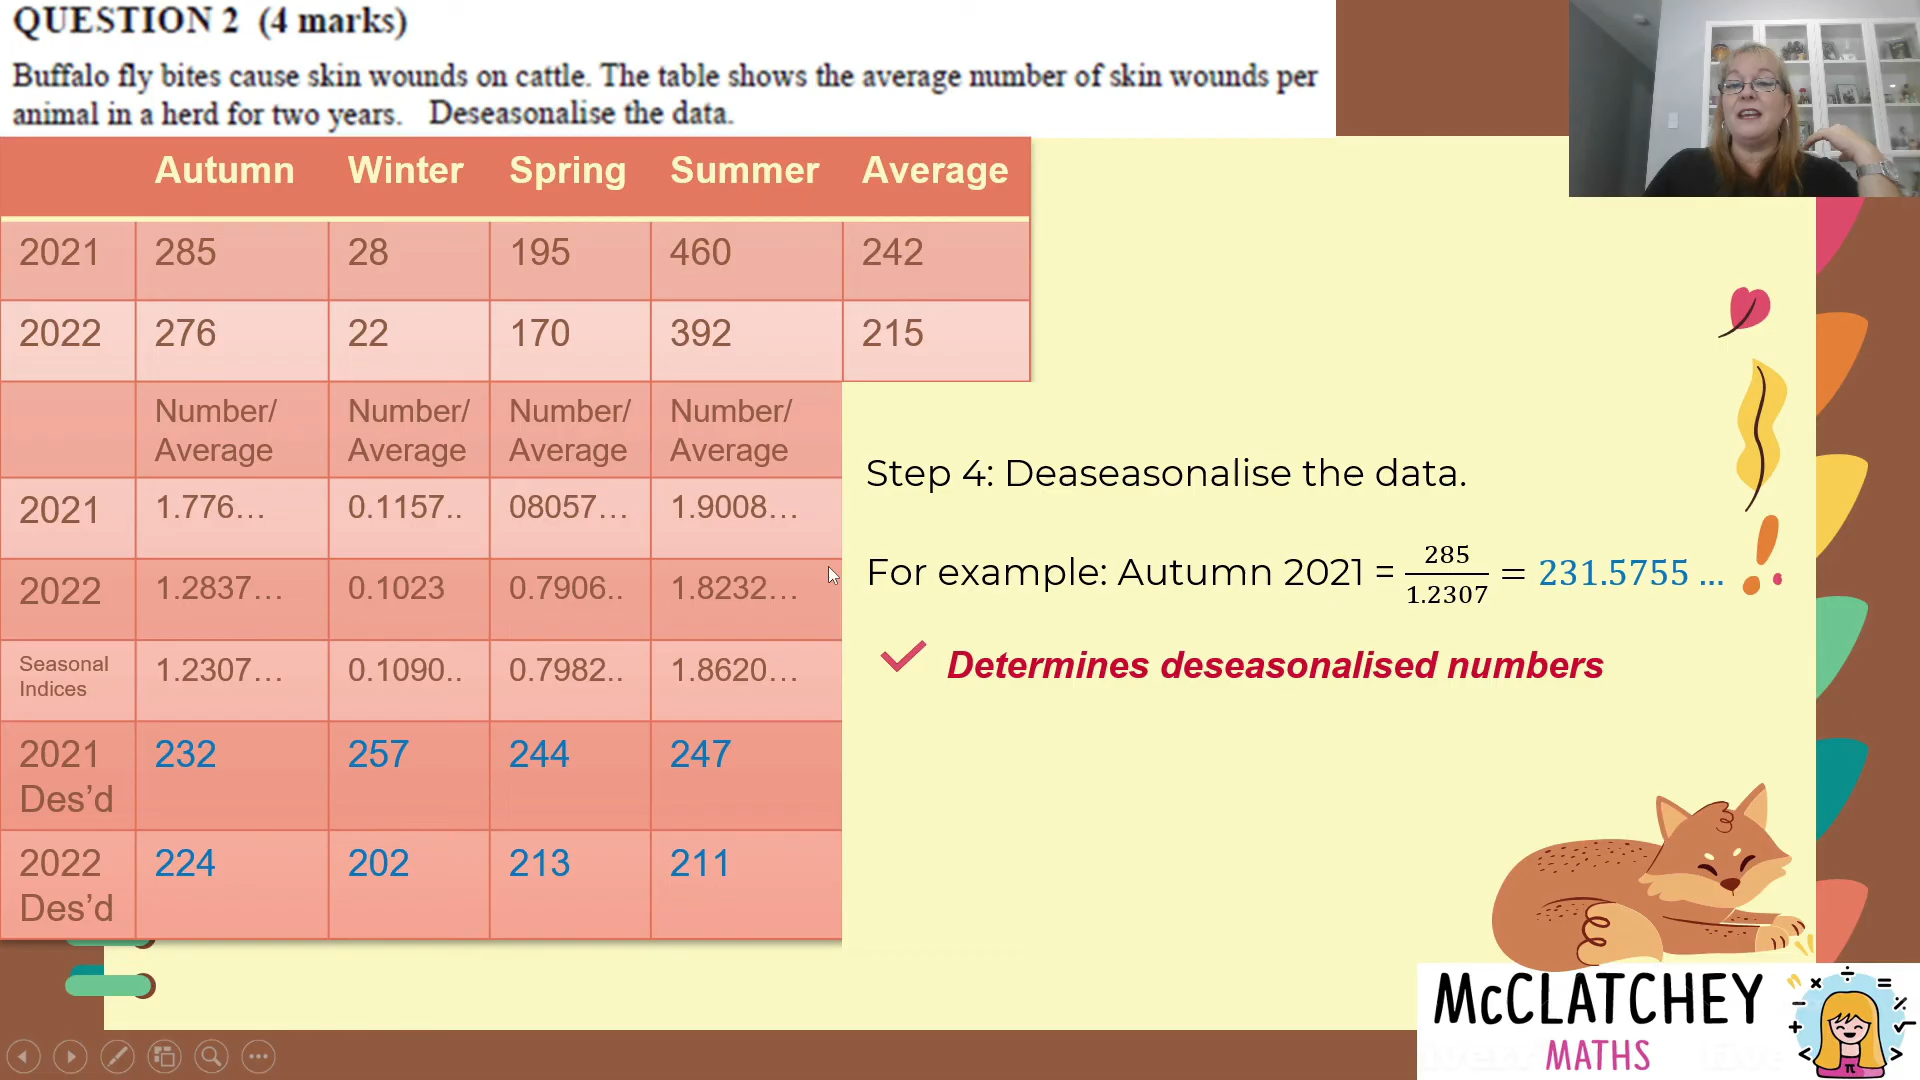 QUESTION 2 (4 marks)
Buffalo fly bites cause skin wounds on cattle. The table shows the average number of skin wounds per
animal in a herd for two years. Deseasonalise the data.
Autumn Winter Spring Summer Average
2021 285 28 195 460 242
2022 276 22 170 392 215
Number/ Number/ Number/ Number/
Average Average Average Average
2021 1.776... 0.1157.. 08057... 1.9008...
2022 1.2837... 0.1023 0.7906.. 1.8232...
Seasonal
Indices 1.2307... 0.1090.. 0.7982.. 1.8620...
2021
Des'd 232 257 244 247
2022
Des'd 224 202 213 211
Step 4: Deaseasonalise the data.
For example: Autumn 2021 = 285/1.2307 = 231.5755 ...
Determines deseasonalised numbers
McCLATCHEY
MATHS